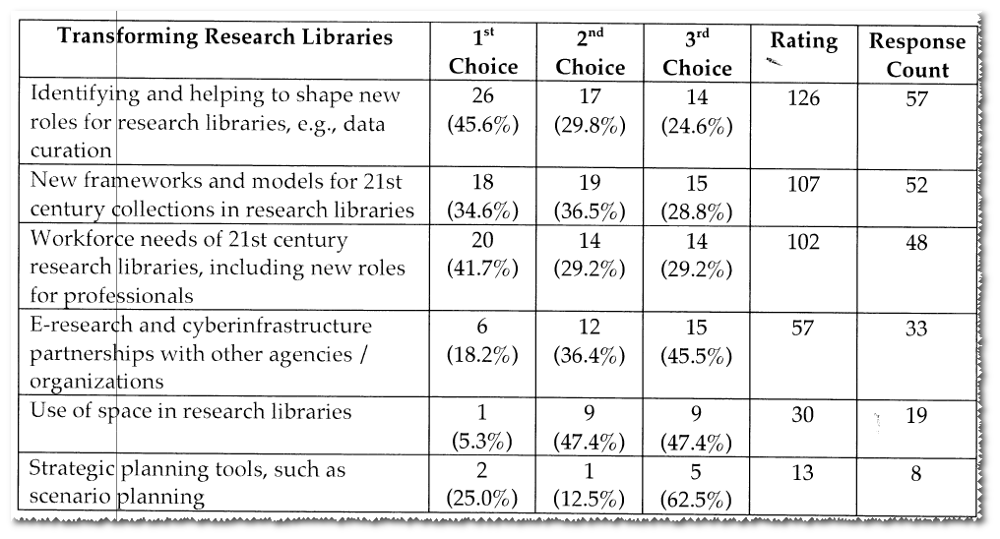 Transforming Research Libraries 1st Choice 2nd Choice 3rd Choice Rating Response Count
Identifying and helping to shape new
roles for research libraries, e.g., data
curation
26 (45.6%) 17 (29.8%) 14 (24.6%) 126 57
New frameworks and models for 21st
century collections in research libraries
18 (34.6%) 19 (36.5%) 15 (28.8%) 107 52
Workforce needs of 21st century
research libraries, including new roles
for professionals
20 (41.7%) 14 (29.2%) 14 (29.2%) 102 48
E-research and cyberinfrastructure
partnerships with other agencies /
organizations
6 (18.2%) 12 (36.4%) 15 (45.5%) 57 33
Use of space in research libraries
1 (5.3%) 9 (47.4%) 9 (47.4%) 30 19
Strategic planning tools, such as
scenario planning
2 (25.0%) 1 (12.5%) 5 (62.5%) 13 8